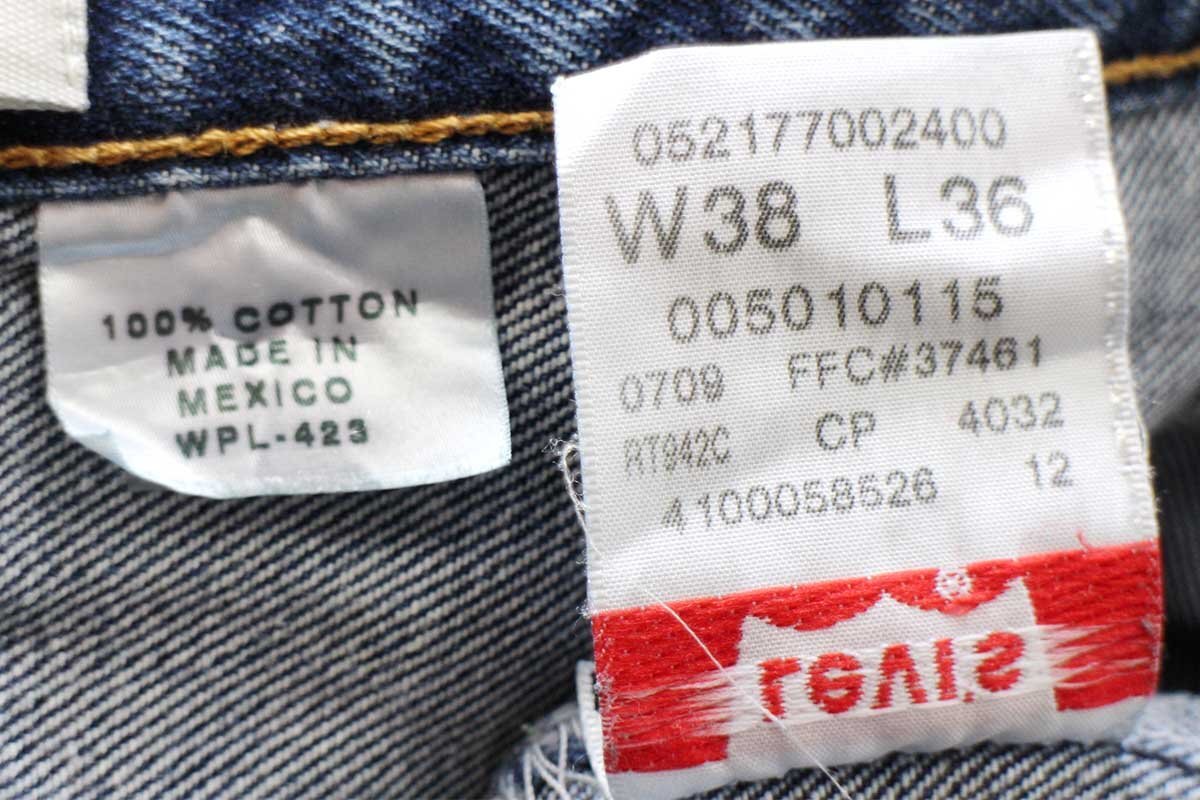 100% COTTON
MADE IN
MEXICO
WPL-423
052177002400
W38 L36
005010115
0709 FFC#37461
RT942C CP 4032
4100058526 12
Levi's